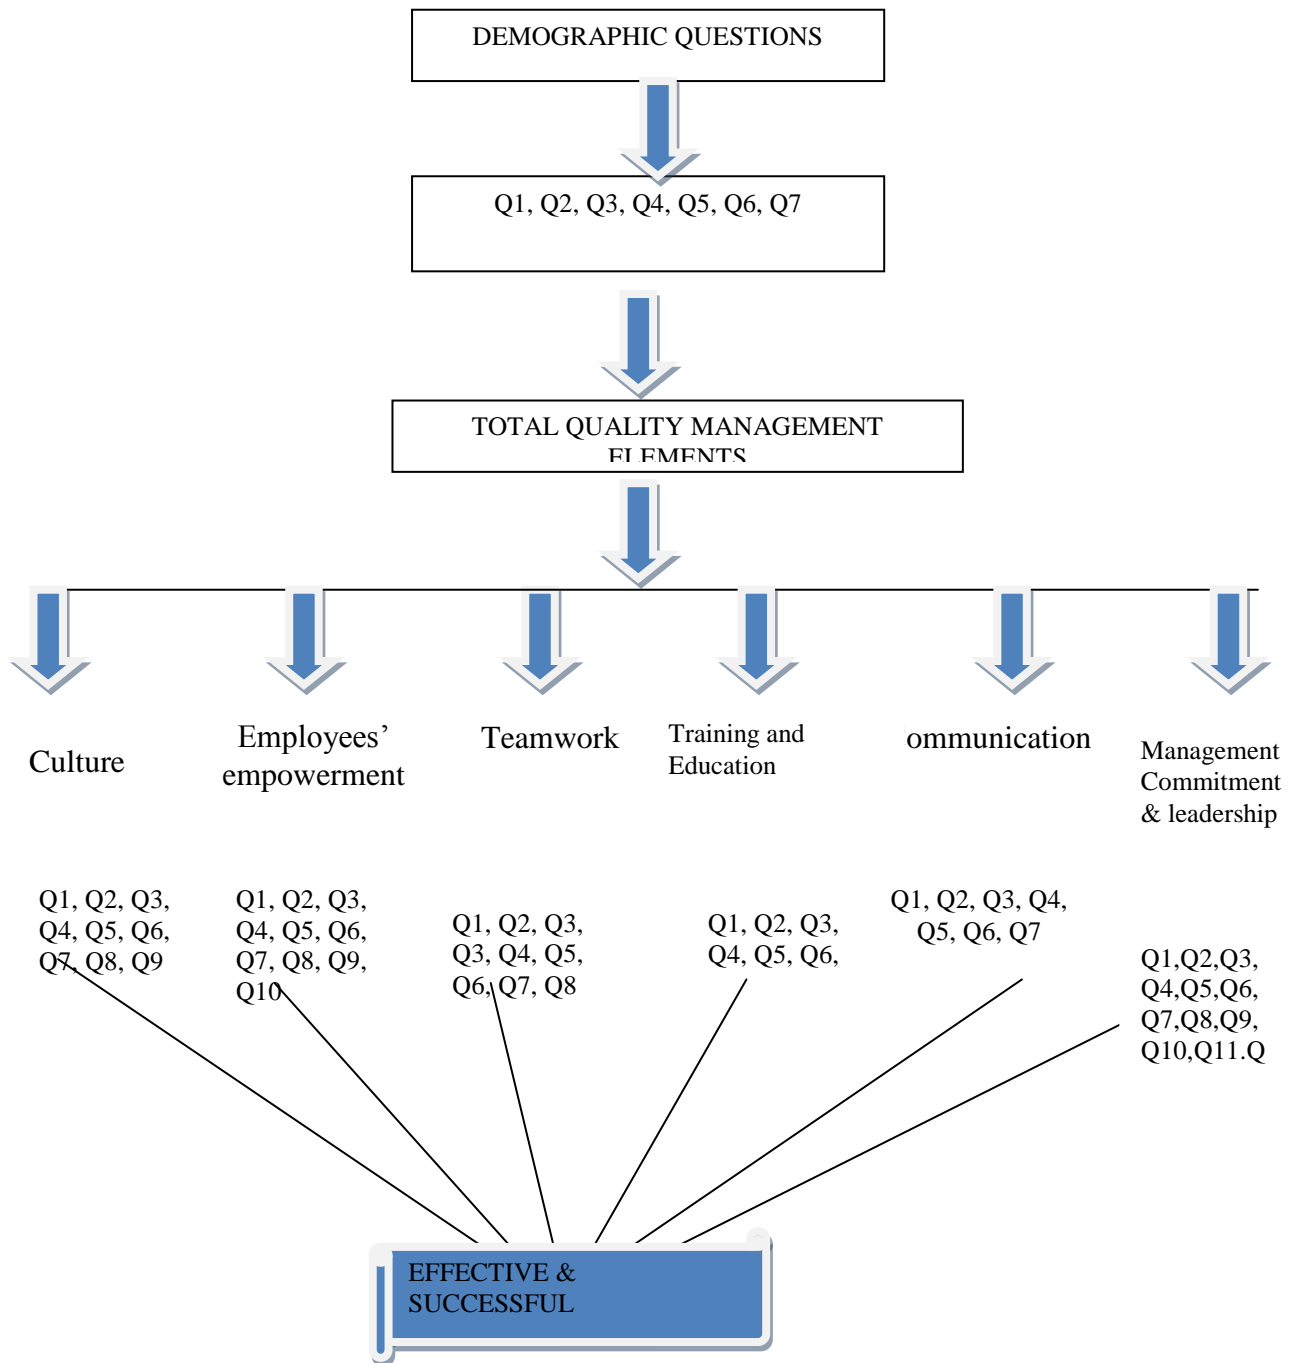 DEMOGRAPHIC QUESTIONS
Q1, Q2, Q3, Q4, Q5, Q6, Q7
TOTAL QUALITY MANAGEMENT
ELEMENTS
Culture
Employees’
empowerment
Teamwork
Training and
Education
ommunication
Management
Commitment
& leadership
Q1, Q2, Q3,
Q4, Q5, Q6,
Q7, Q8, Q9
Q1, Q2, Q3,
Q4, Q5, Q6,
Q7, Q8, Q9,
Q10
Q1, Q2, Q3,
Q3, Q4, Q5,
Q6, Q7, Q8
Q1, Q2, Q3,
Q4, Q5, Q6,
Q1, Q2, Q3, Q4,
Q5, Q6, Q7
Q1,Q2,Q3,
Q4,Q5,Q6,
Q7,Q8,Q9,
Q10,Q11.Q
EFFECTIVE &
SUCCESSFUL